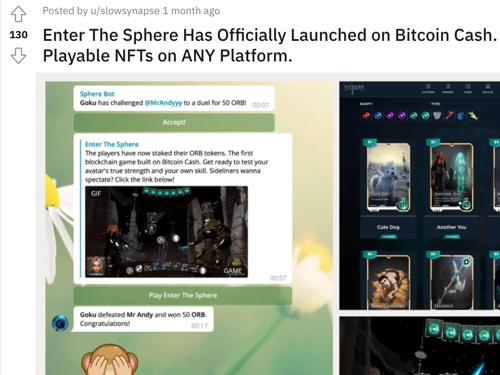 Posted by u/slowsynapse 1 month ago
130
Enter The Sphere Has Officially Launched on Bitcoin Cash.
Playable NFTs on ANY Platform.
Sphere Bot
Goku has challenged @MrAndyyy to a duel for 50 ORB!
00:07
Accept!
Enter The Sphere
The players have now staked their ORB tokens. The first
blockchain game built on Bitcoin Cash. Get ready to test your
avatar's true strength and your own skill. Sideliners wanna
spectate? Click the link below!
GIF
GAME
00:07
Play Enter The Sphere
Goku defeated Mr Andy and won 50 ORB.
Congratulations!
00:17
RARITY
TYPE
Cute Dog
Another You